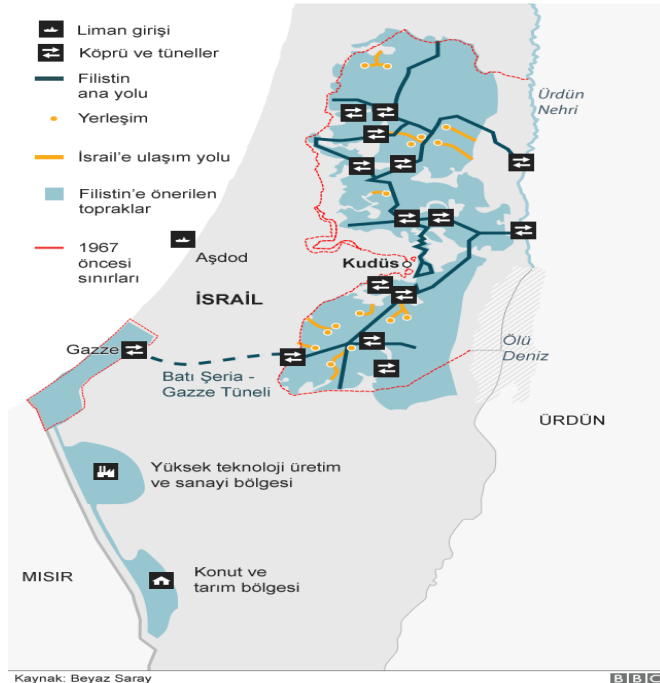 Liman girişi
Köprü ve tüneller
Filistin
ana yolu
Yerleşim
İsrail'e ulaşım yolu
Filistin'e önerilen
topraklar
1967
öncesi
sınırları
Ürdün
Nehri
Aşdod
Kudüs
İSRAİL
Gazze
Batı Şeria -
Gazze Tüneli
Ölü
Deniz
ÜRDÜN
Yüksek teknoloji üretim
ve sanayi bölgesi
MISIR
Konut ve
tarım bölgesi
Kaynak: Beyaz Saray
BBC